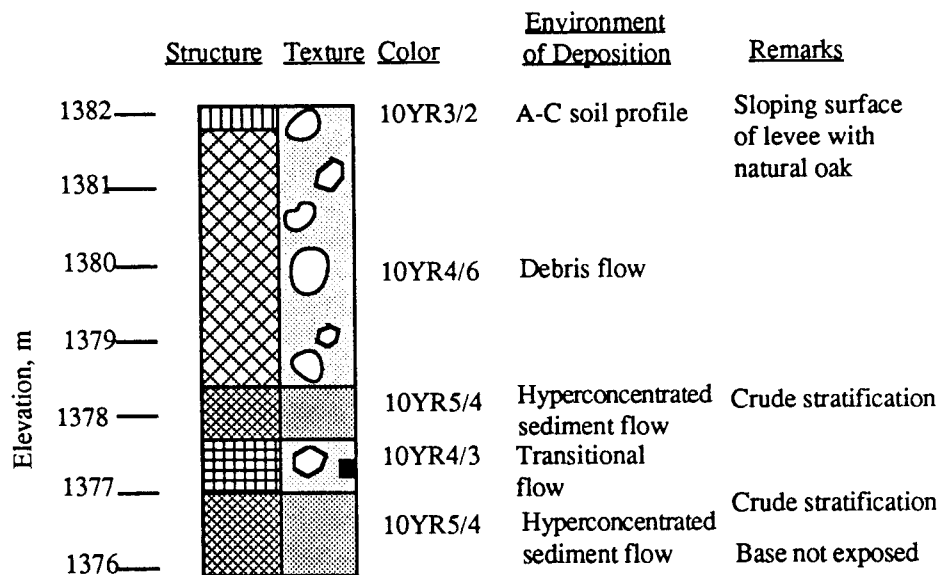 Environment
Structure Texture Color of Deposition Remarks
1382 10YR3/2 A-C soil profile Sloping surface
of levee with
1381 natural oak
1380 10YR4/6 Debris flow
1379
Elevation, m
10YR5/4 Hyperconcentrated Crude stratification
1378 sediment flow
10YR4/3 Transitional
1377 flow
Crude stratification
10YR5/4 Hyperconcentrated
sediment flow Base not exposed
1376